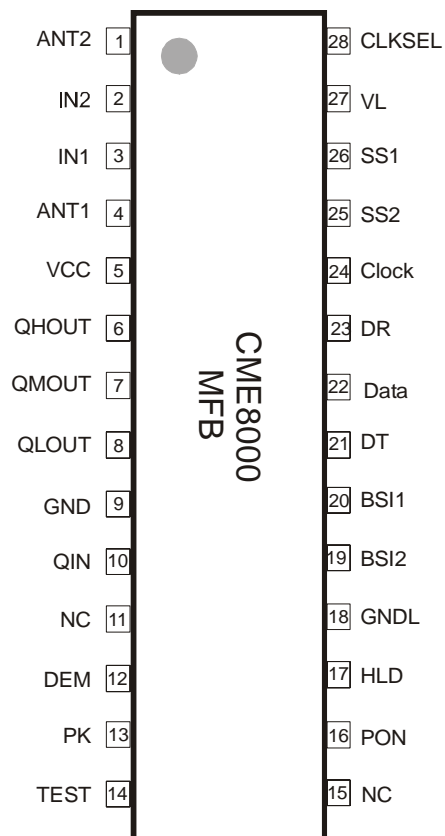 ANT2 1 28 CLKSEL
IN2 2 27 VL
IN1 3 26 SS1
ANT1 4 25 SS2
VCC 5 24 Clock
QHOUT 6 23 DR
QMOUT 7 22 Data
QLOUT 8 21 DT
GND 9 20 BSI1
QIN 10 19 BSI2
NC 11 18 GNDL
DEM 12 17 HLD
PK 13 16 PON
TEST 14 15 NC
CME8000
MFB